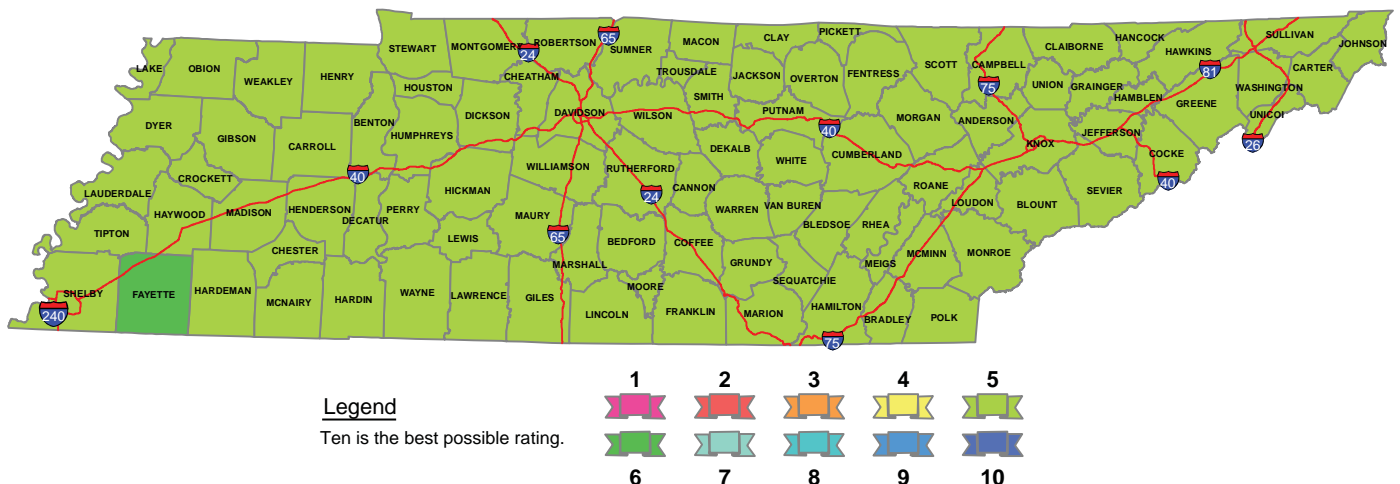 PICKETT
HANCOCK
SULLIVAN
CLAY
MACON
STEWART
MONTGOMERY
ROBERTSON
65
SUMNER
CLAIBORNE
HAWKINS
JOHNSON
24
LAKE
OBION
WEAKLEY
HENRY
CHEATHAM
TROUSDALE
JACKSON
OVERTON
FENTRESS
SCOTT
CAMPBELL
UNION
GRAINGER
81
CARTER
HOUSTON
SMITH
75
HAMBLEN
WASHINGTON
GREENE
DYER
GIBSON
BENTON
HUMPHREYS
DICKSON
DAVIDSON
WILSON
PUTNAM
40
MORGAN
ANDERSON
JEFFERSON
UNICOI
26
CARROLL
DEKALB
WHITE
CUMBERLAND
KNOX
COCKE
CROCKETT
40
WILLIAMSON
RUTHERFORD
24
CANNON
ROANE
SEVIER
40
LAUDERDALE
HAYWOOD
MADISON
HENDERSON
DECATUR
PERRY
HICKMAN
MAURY
WARREN
VAN BUREN
BLEDSOE
RHEA
LOUDON
BLOUNT
TIPTON
CHESTER
LEWIS
65
BEDFORD
COFFEE
GRUNDY
MEIGS
MCMINN
MONROE
SHELBY
FAYETTE
HARDEMAN
MCNAIRY
HARDIN
WAYNE
LAWRENCE
GILES
MARSHALL
MOORE
SEQUATCHIE
240
LINCOLN
FRANKLIN
MARION
HAMILTON
BRADLEY
POLK
75
Legend
Ten is the best possible rating.
1 2 3 4 5
6 7 8 9 10